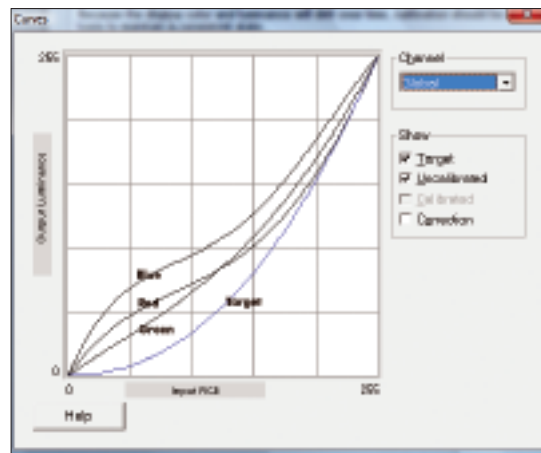 Curves
Channel
Show
Target
Uncalibrated
Calibrated
Correction
255
Output Luminance
Blue
Red
Green
Target
0
0
Input RGB
255
Help